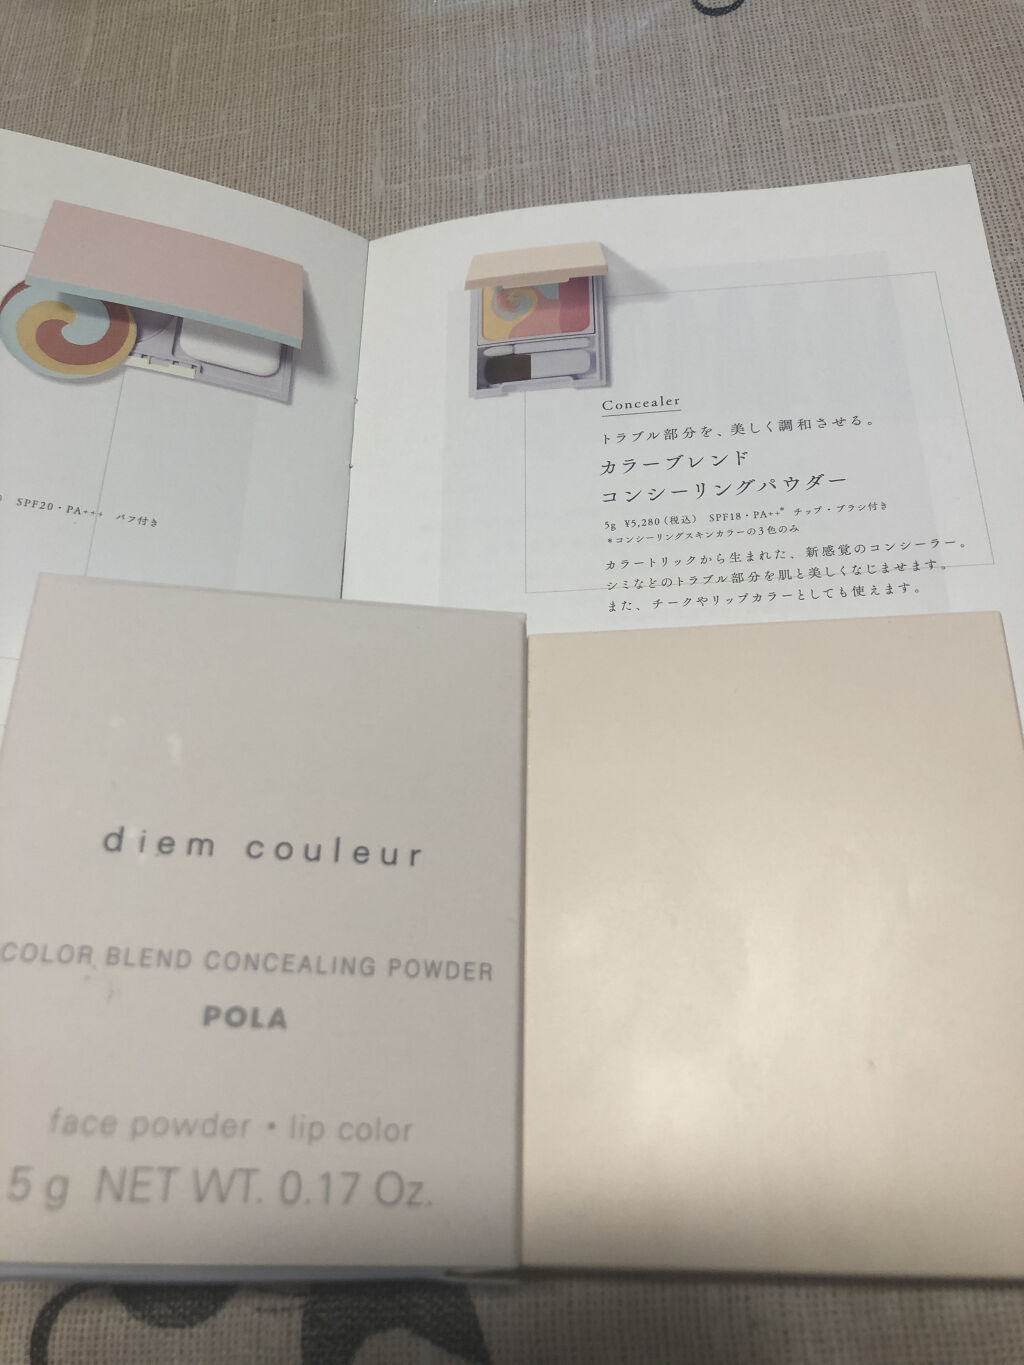 SPF20・PA+++ パフ付き
Concealer
トラブル部分を、美しく調和させる。
カラーブレンド
コンシーリングパウダー
5g ¥5,280（税込） SPF18・PA++* チップ・ブラシ付き
*コンシーリングスキンカラーの3色のみ
カラートリックから生まれた、新感覚のコンシーラー。
シミなどのトラブル部分を肌と美しくなじませます。
また、チークやリップカラーとしても使えます。
diem couleur
COLOR BLEND CONCEALING POWDER
POLA
face powder・lip color
5 g NET WT. 0.17 Oz.